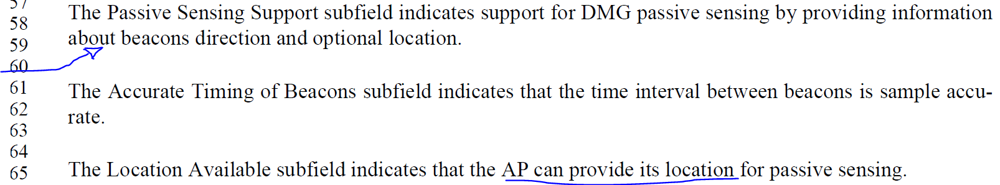 57
58 The Passive Sensing Support subfield indicates support for DMG passive sensing by providing information
59 about beacons direction and optional location.
60
61 The Accurate Timing of Beacons subfield indicates that the time interval between beacons is sample accu-
62 rate.
63
64
65 The Location Available subfield indicates that the AP can provide its location for passive sensing.